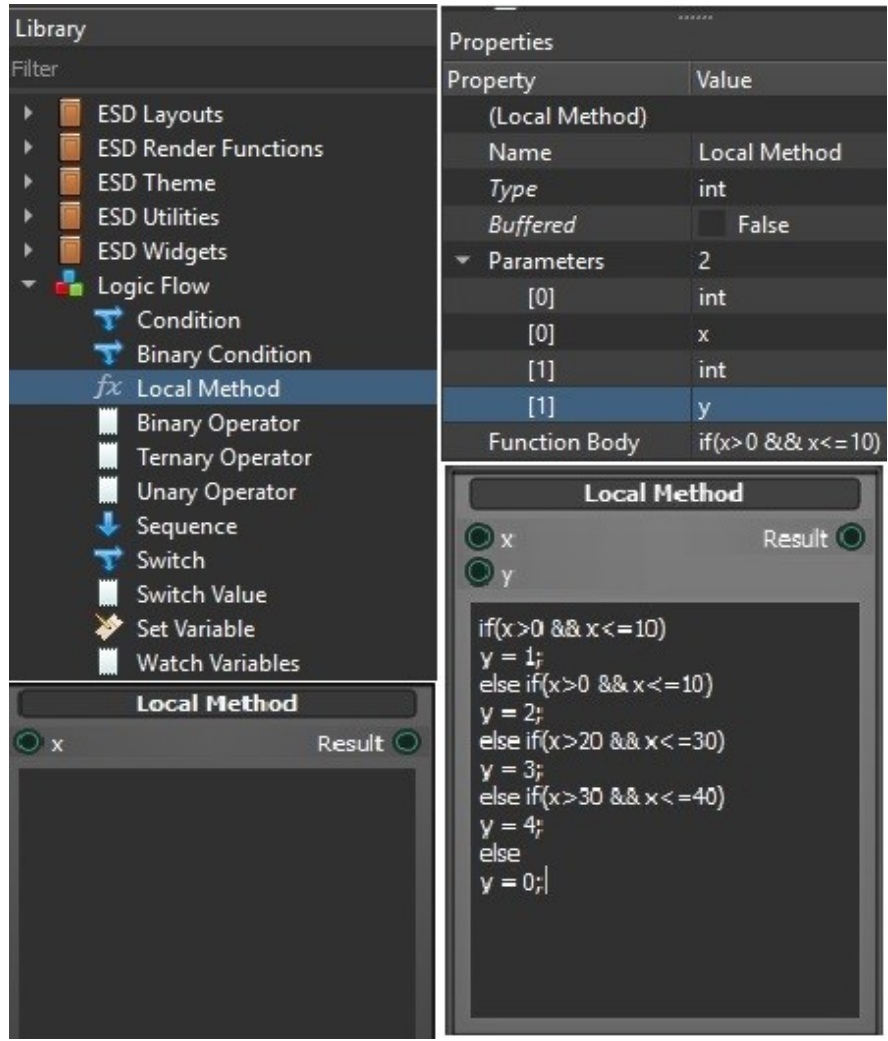 Library
Filter
ESD Layouts
ESD Render Functions
ESD Theme
ESD Utilities
ESD Widgets
Logic Flow
Condition
Binary Condition
fx Local Method
Binary Operator
Ternary Operator
Unary Operator
Sequence
Switch
Switch Value
Set Variable
Watch Variables
Properties
Property Value
(Local Method)
Name Local Method
Type int
Buffered False
Parameters 2
[0] int
[0] x
[1] int
[1] y
Function Body if(x>0 && x<=10)
Local Method
x Result
Local Method
x Result
y
if(x>0 && x<=10)
y = 1;
else if(x>0 && x<=10)
y = 2;
else if(x>20 && x<=30)
y = 3;
else if(x>30 && x<=40)
y = 4;
else
y = 0;